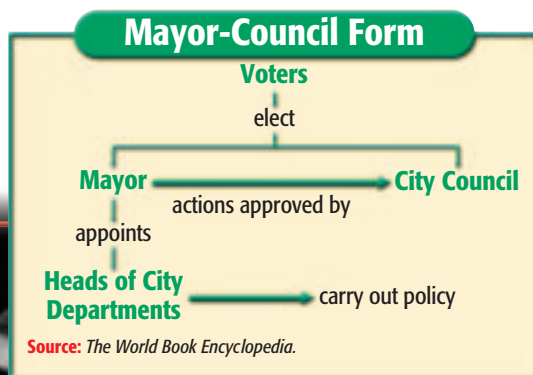 Mayor-Council Form
Voters
elect
Mayor
City Council
actions approved by
appoints
Heads of City
Departments
carry out policy
Source: The World Book Encyclopedia.